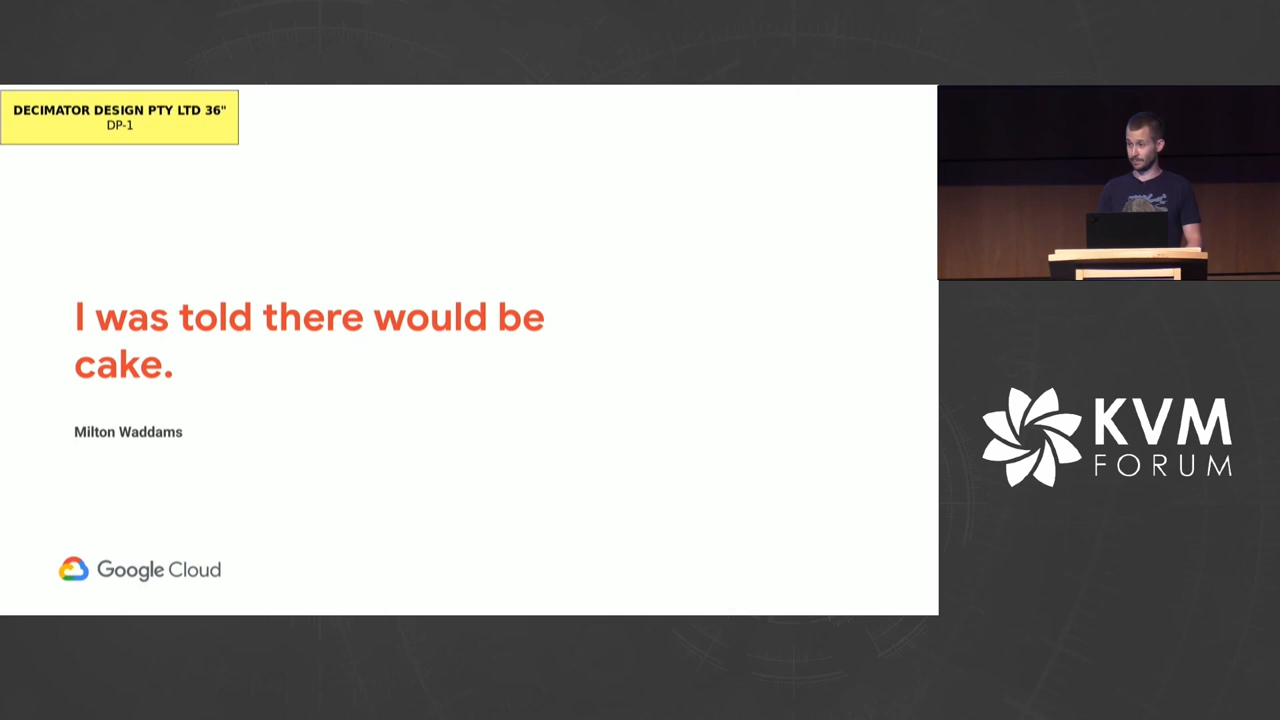 DECIMATOR DESIGN PTY LTD 36"
DP-1
I was told there would be
cake.
Milton Waddams
Google Cloud
KVM
FORUM